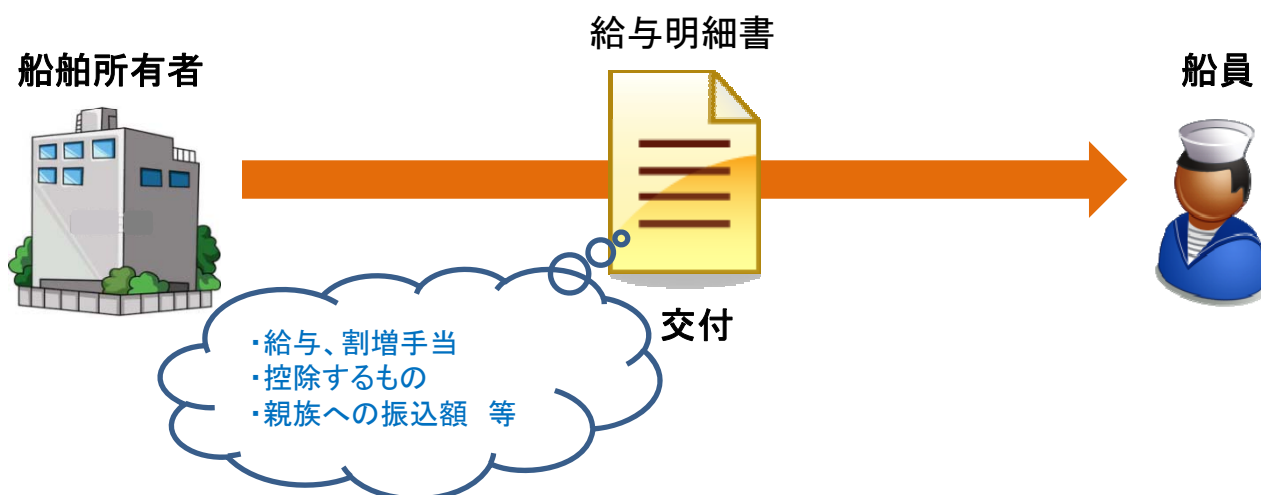 給与明細書
船舶所有者
船員
交付
・給与、割増手当
・控除するもの
・親族への振込額　等